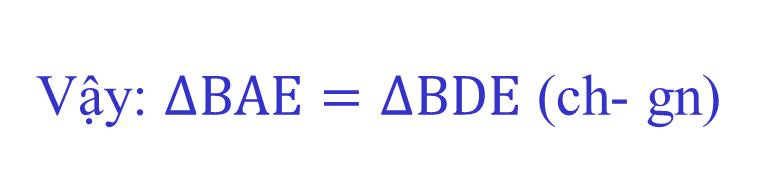 Vậy: ΔBAE = ΔBDE (ch- gn)